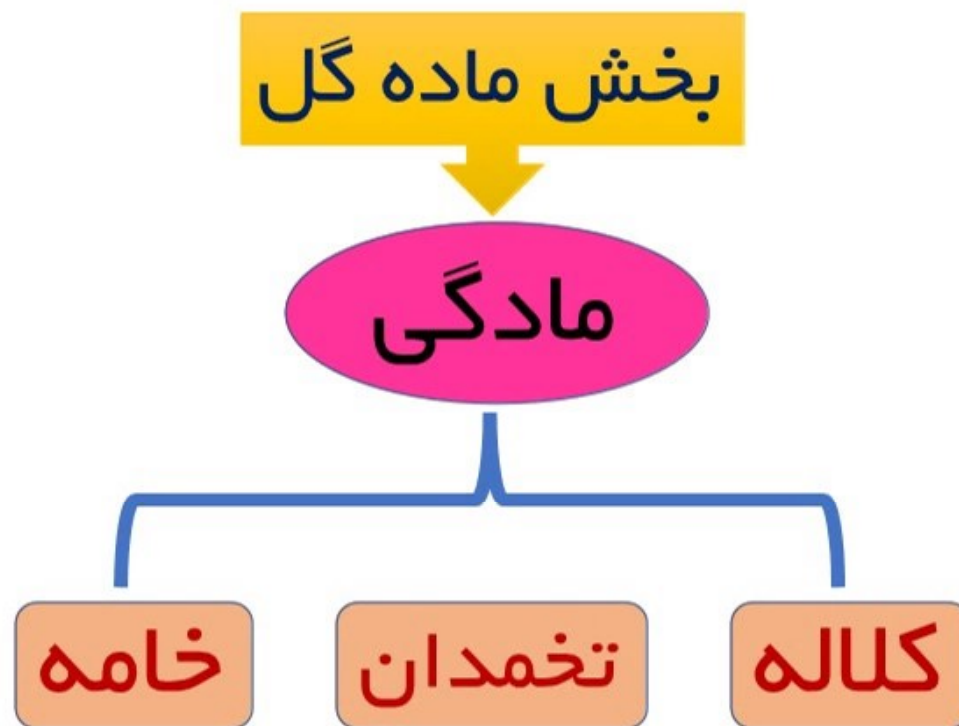 بخش ماده گل
مادگی
کلاله
تخمدان
خامه